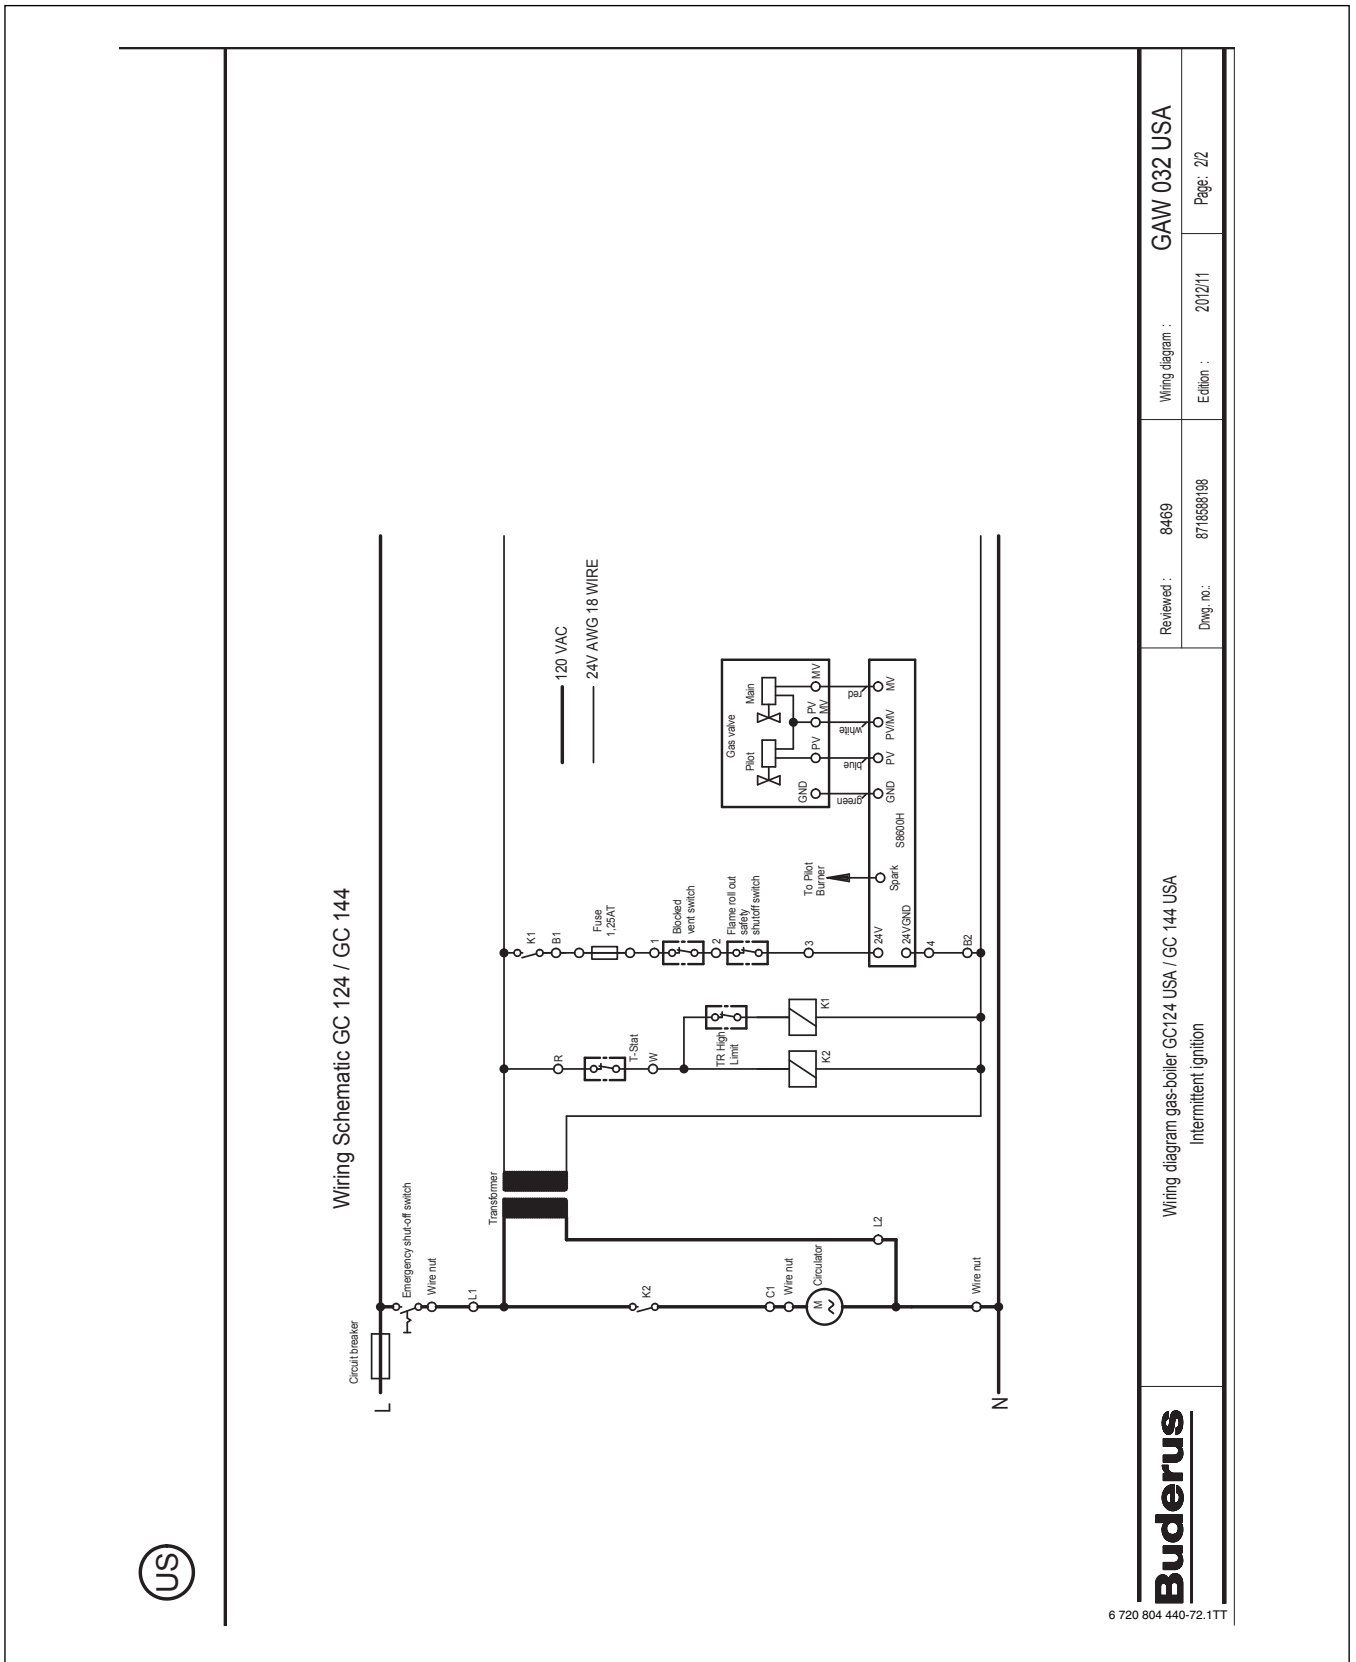 US
Wiring Schematic GC 124 / GC 144
L
Circuit breaker
Emergency shut-off switch
Wire nut
L1
K2
C1
Wire nut
M
Circulator
L2
Wire nut
N
Transformer
R
T-Stat
W
TR High
Limit
K2
K1
K1
B1
Fuse
1,25AT
1
Blocked
vent switch
2
Flame roll out
safety
shutoff switch
3
24V
24VGND
4
B2
To Pilot
Burner
Spark
S8600H
Gas valve
Pilot
Main
GND
PV
PV
MV
MV
green
blue
white
red
GND
PV
PV/MV
MV
120 VAC
24V AWG 18 WIRE
Buderus
Wiring diagram gas-boiler GC124 USA / GC 144 USA
Intermittent ignition
Reviewed :
8469
Wiring diagram :
GAW 032 USA
Drwg. no.:
8718588198
Edition :
2012/11
Page: 2/2
6 720 804 440-72.1TT